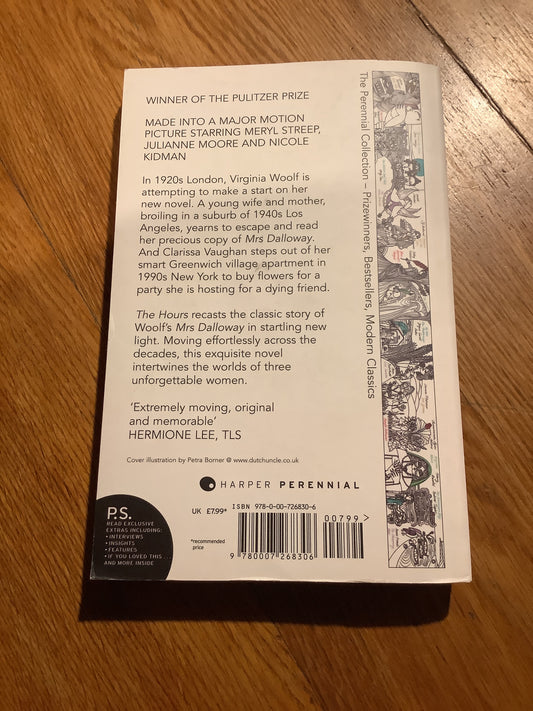 WINNER OF THE PULITZER PRIZE
MADE INTO A MAJOR MOTION
PICTURE STARRING MERYL STREEP,
JULIANNE MOORE AND NICOLE
KIDMAN
In 1920s London, Virginia Woolf is
attempting to make a start on her
new novel. A young wife and mother,
broiling in a suburb of 1940s Los
Angeles, yearns to escape and read
her precious copy of Mrs Dalloway.
And Clarissa Vaughan steps out of her
smart Greenwich village apartment in
1990s New York to buy flowers for a
party she is hosting for a dying friend.
The Hours recasts the classic story of
Woolf's Mrs Dalloway in startling new
light. Moving effortlessly across the
decades, this exquisite novel
intertwines the worlds of three
unforgettable women.
'Extremely moving, original
and memorable'
HERMIONE LEE, TLS
Cover illustration by Petra Borner @ www.dutchuncle.co.uk
HARPER PERENNIAL
P.S.
READ EXCLUSIVE
EXTRAS INCLUDING:
• INTERVIEWS
• INSIGHTS
• FEATURES
• IF YOU LOVED THIS...
AND MORE INSIDE
UK £7.99*
*recommended
price
ISBN 978-0-00-726830-6
00799>
9 780007 268306
The Perennial Collection – Prizewinners, Bestsellers, Modern Classics